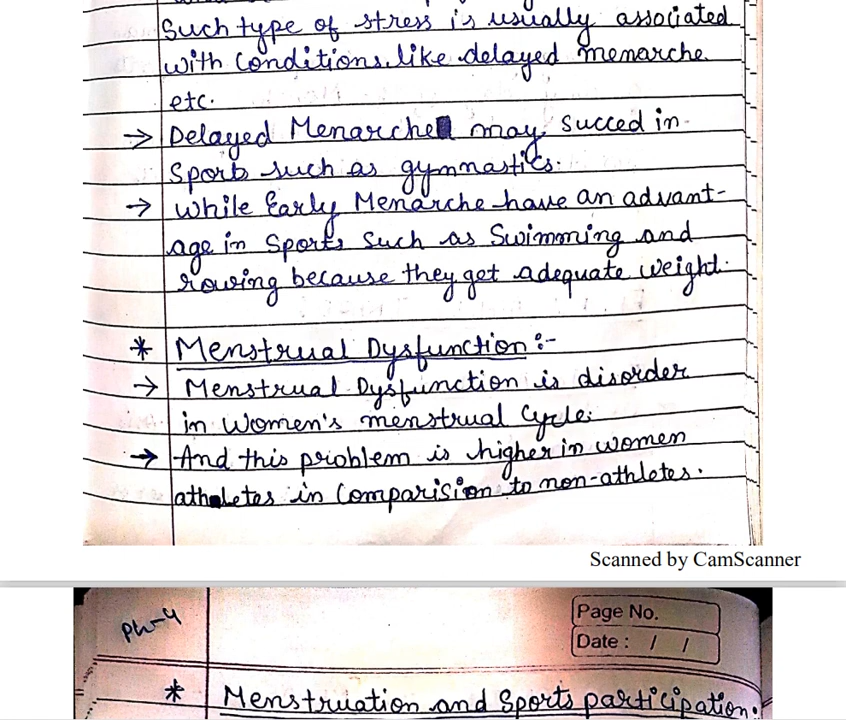 Such type of stress is usually associated
with Conditions like delayed menarche
etc.
→ Delayed Menarche may Succed in
Sports such as gymnastics.
→ While Early Menarche have an advant-
age in Sports Such as Swimming and
rowing because they get adequate weight.
* Menstrual Dysfunction :-
→ Menstrual Dysfunction is disorder
in Women's menstrual Cycle.
→ And this problem is higher in women
athletes in Comparision to non-athletes.
Scanned by CamScanner
Page No.
Date : / /
* Menstruation and Sports participation.